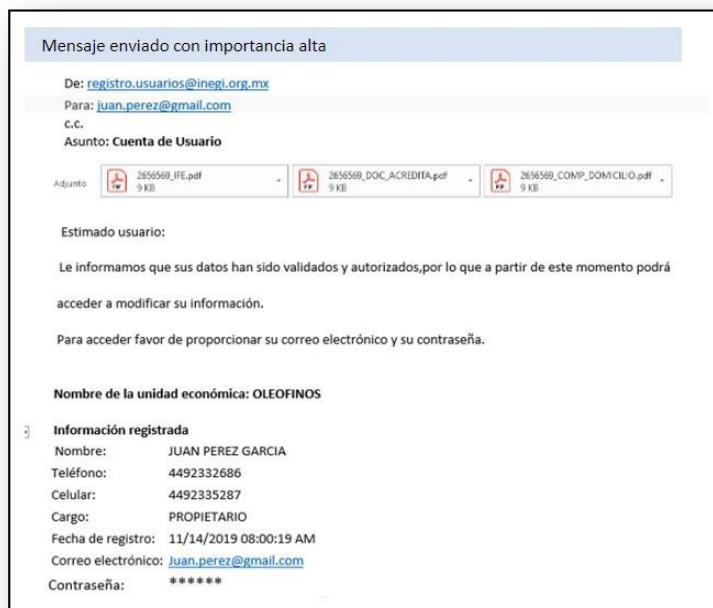 Mensaje enviado con importancia alta
De: registro.usuarios@inegi.org.mx
Para: juan.perez@gmail.com
c.c.
Asunto: Cuenta de Usuario
Adjunto 2656569_IFE.pdf 2656569_DOC_ACREDITA.pdf 2656569_COMP_DOMICILIO.pdf
9 KB 9 KB 9 KB
Estimado usuario:
Le informamos que sus datos han sido validados y autorizados,por lo que a partir de este momento podrá
acceder a modificar su información.
Para acceder favor de proporcionar su correo electrónico y su contraseña.
Nombre de la unidad económica: OLEOFINOS
Información registrada
Nombre: JUAN PEREZ GARCIA
Teléfono: 4492332686
Celular: 4492335287
Cargo: PROPIETARIO
Fecha de registro: 11/14/2019 08:00:19 AM
Correo electrónico: Juan.perez@gmail.com
Contraseña: ******